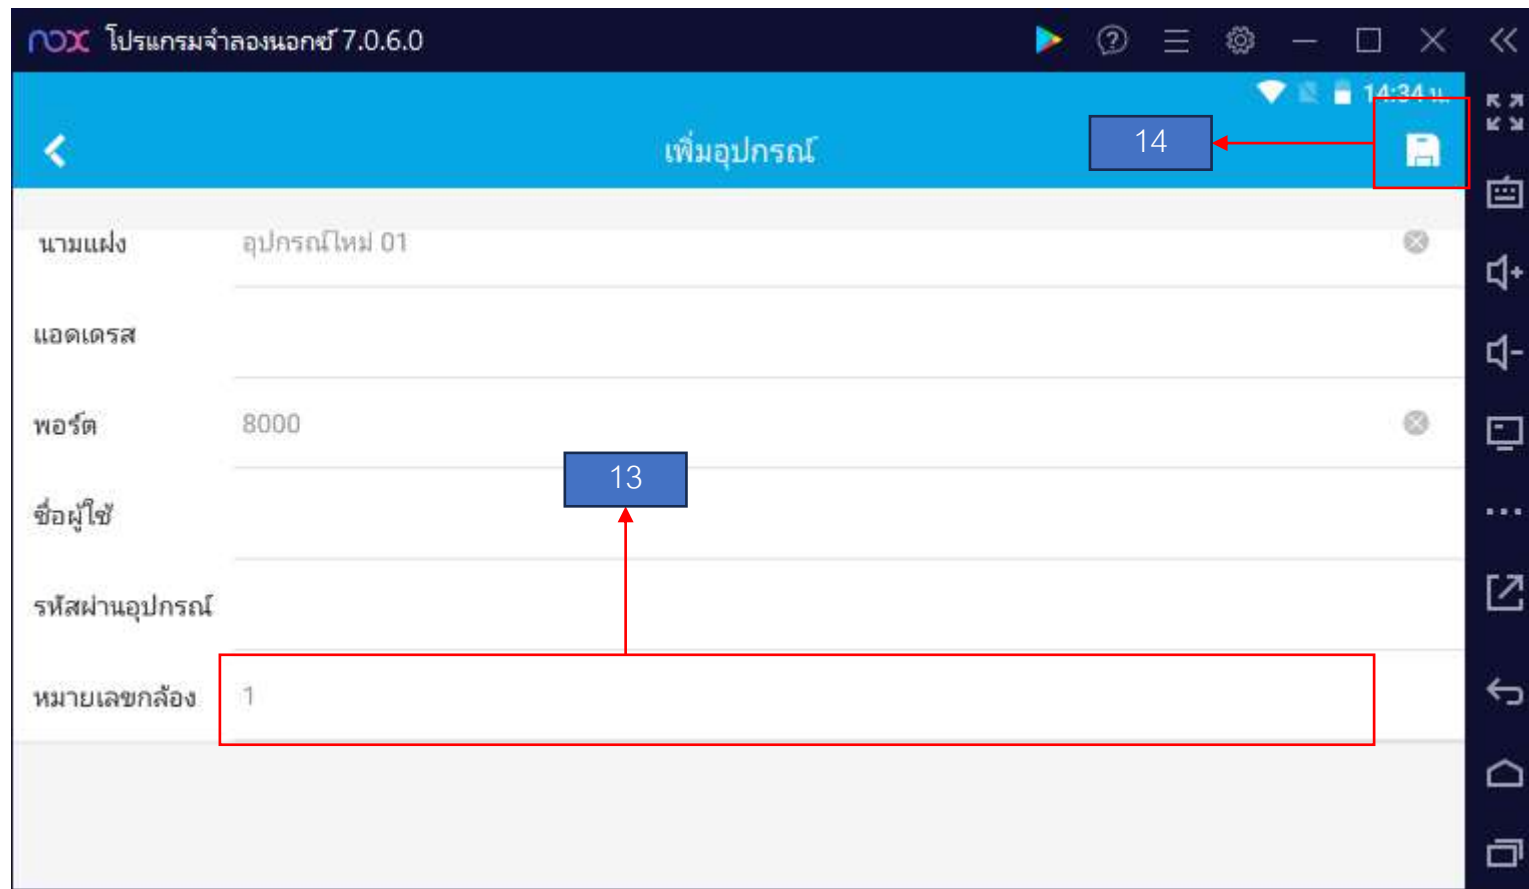 nox โปรแกรมจำลองนอกซ์ 7.0.6.0
14:34 น.
เพิ่มอุปกรณ์
14
นามแฝง อุปกรณ์ใหม่ 01
แอดเดรส
พอร์ต 8000
13
ชื่อผู้ใช้
รหัสผ่านอุปกรณ์
หมายเลขกล้อง 1